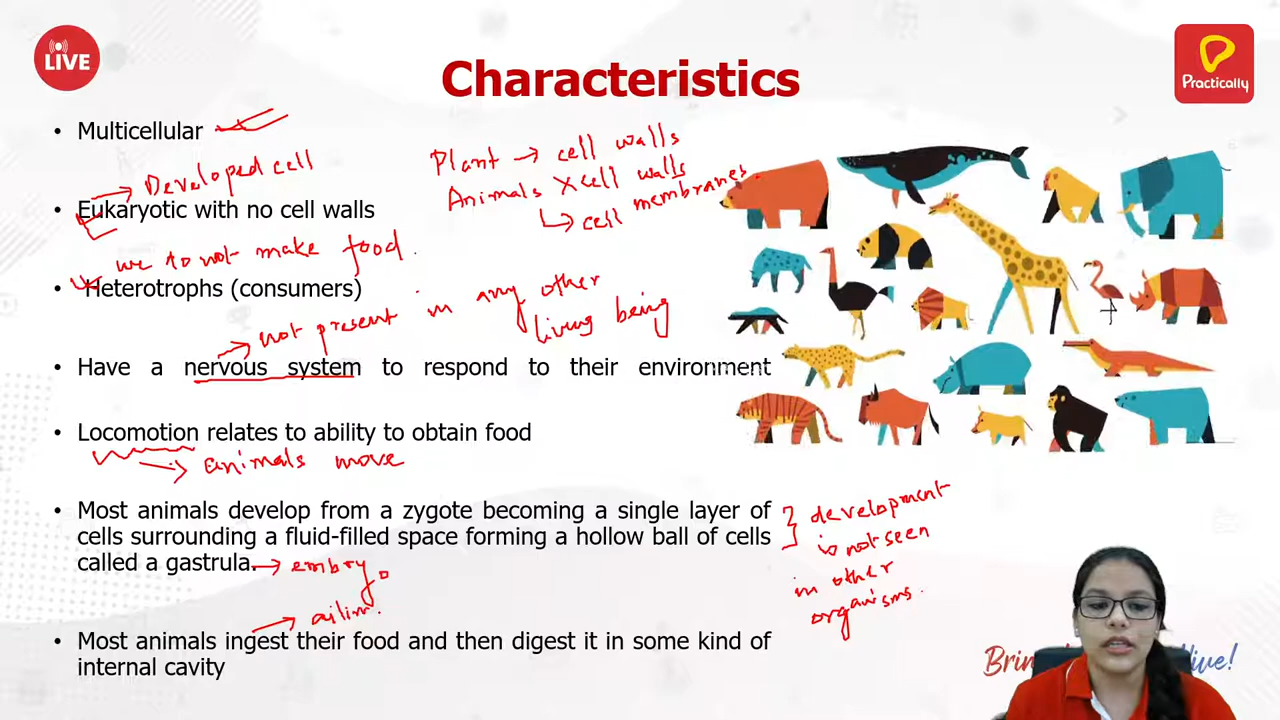 LIVE
Practically
Characteristics
• Multicellular
→ Developed cell
Plant → cell walls
Animals X cell walls
↳ cell membranes.
• Eukaryotic with no cell walls
we do not make food.
• Heterotrophs (consumers)
→ not present in any other
living being
• Have a nervous system to respond to their environment
• Locomotion relates to ability to obtain food
→ animals move
• Most animals develop from a zygote becoming a single layer of
cells surrounding a fluid-filled space forming a hollow ball of cells
called a gastrula.
→ embryo
} development
is not seen
in other
organisms.
• Most animals ingest their food and then digest it in some kind of
internal cavity